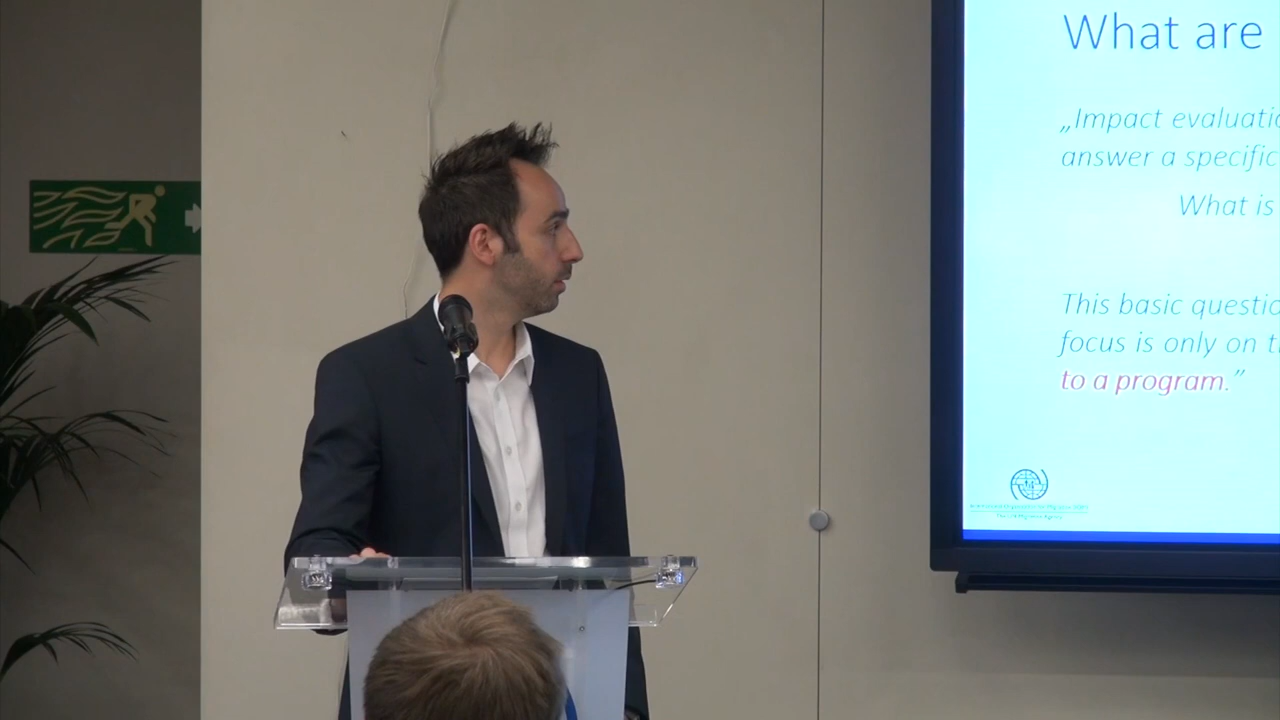 What are
„Impact evaluatio
answer a specific
What is
This basic questio
focus is only on t
to a program.”